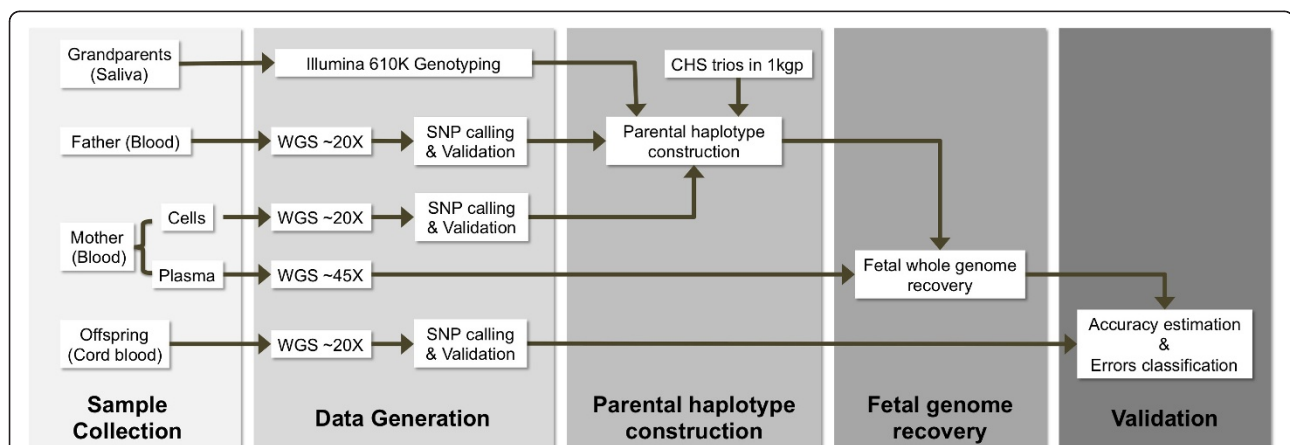 Grandparents
(Saliva)
Illumina 610K Genotyping
CHS trios in 1kgp
Father (Blood)
WGS ~20X
SNP calling
& Validation
Parental haplotype
construction
Mother
(Blood)
Cells
WGS ~20X
SNP calling
& Validation
Plasma
WGS ~45X
Fetal whole genome
recovery
Offspring
(Cord blood)
WGS ~20X
SNP calling
& Validation
Accuracy estimation
&
Errors classification
Sample
Collection
Data Generation
Parental haplotype
construction
Fetal genome
recovery
Validation